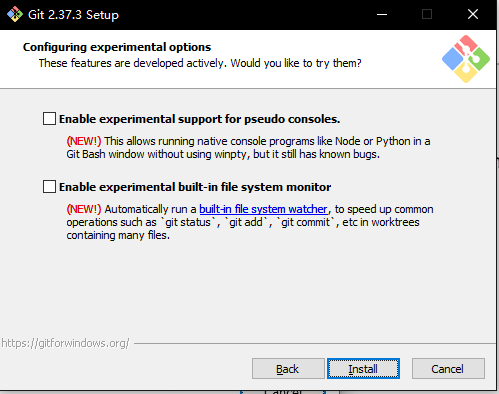 Git 2.37.3 Setup
Configuring experimental options
These features are developed actively. Would you like to try them?
Enable experimental support for pseudo consoles.
(NEW!) This allows running native console programs like Node or Python in a
Git Bash window without using winpty, but it still has known bugs.
Enable experimental built-in file system monitor
(NEW!) Automatically run a built-in file system watcher, to speed up common
operations such as `git status`, `git add`, `git commit`, etc in worktrees
containing many files.
https://gitforwindows.org/
Back Install Cancel
Cancel